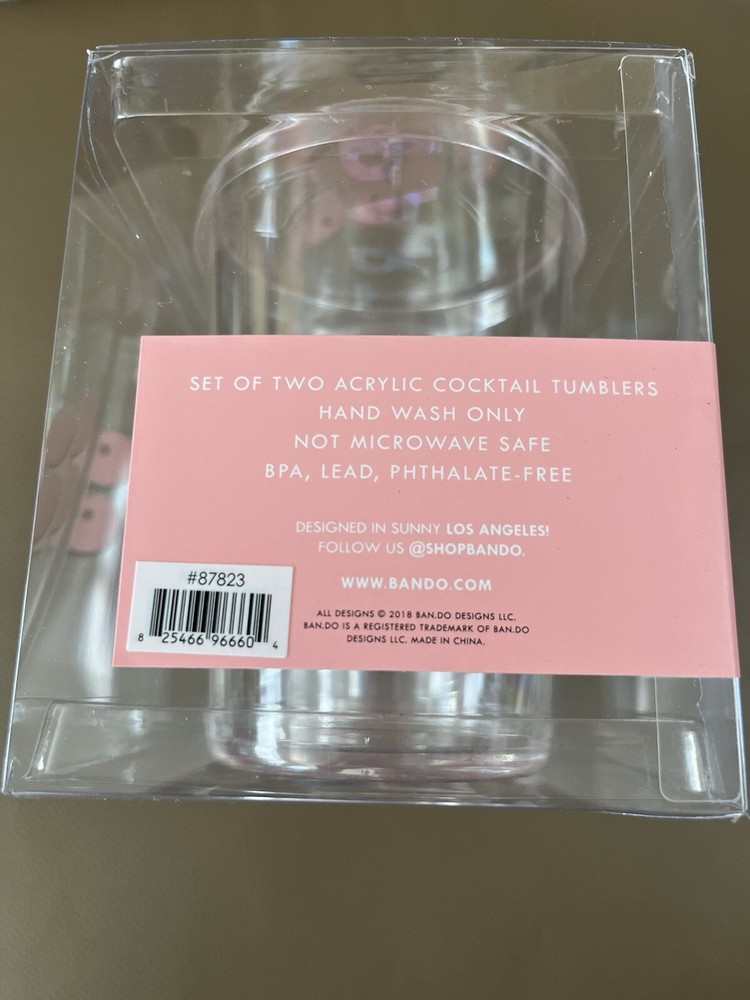 SET OF TWO ACRYLIC COCKTAIL TUMBLERS
HAND WASH ONLY
NOT MICROWAVE SAFE
BPA, LEAD, PHTHALATE-FREE
DESIGNED IN SUNNY LOS ANGELES!
FOLLOW US @SHOPBANDO.
WWW.BANDO.COM
ALL DESIGNS © 2018 BAN.DO DESIGNS LLC.
BAN.DO IS A REGISTERED TRADEMARK OF BAN.DO
DESIGNS LLC. MADE IN CHINA.
#87823
8 25466 96660 4